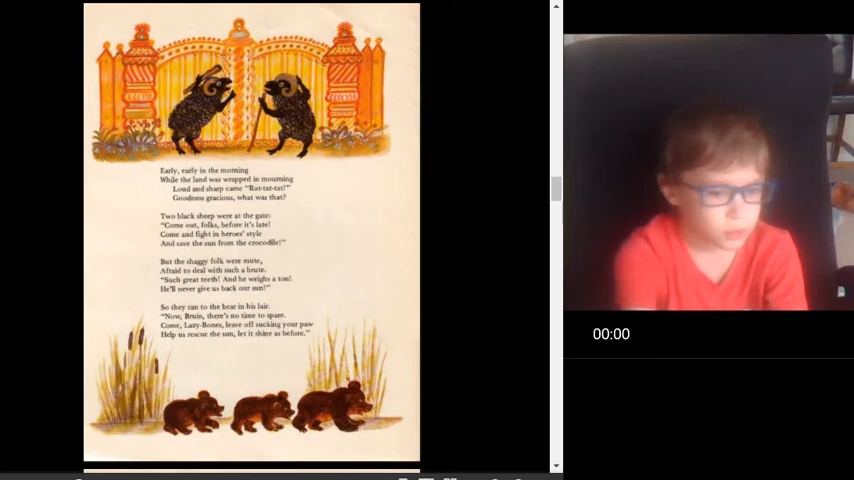 Early, early in the morning
While the land was wrapped in mourning
Loud and sharp came "Rat-tat-tat!"
Goodness gracious, what was that?
Two black sheep were at the gate:
"Come out, folks, before it's late!
Come and fight in heroes' style
And save the sun from the crocodile!"
But the shaggy folk were mute,
Afraid to deal with such a brute.
"Such great teeth! And he weighs a ton!
He'll never give us back our sun!"
So they ran to the bear in his lair.
"Now, Bruin, there's no time to spare.
Come, Lazy-Bones, leave off sucking your paw
Help us rescue the sun, let it shine as before."
00:00